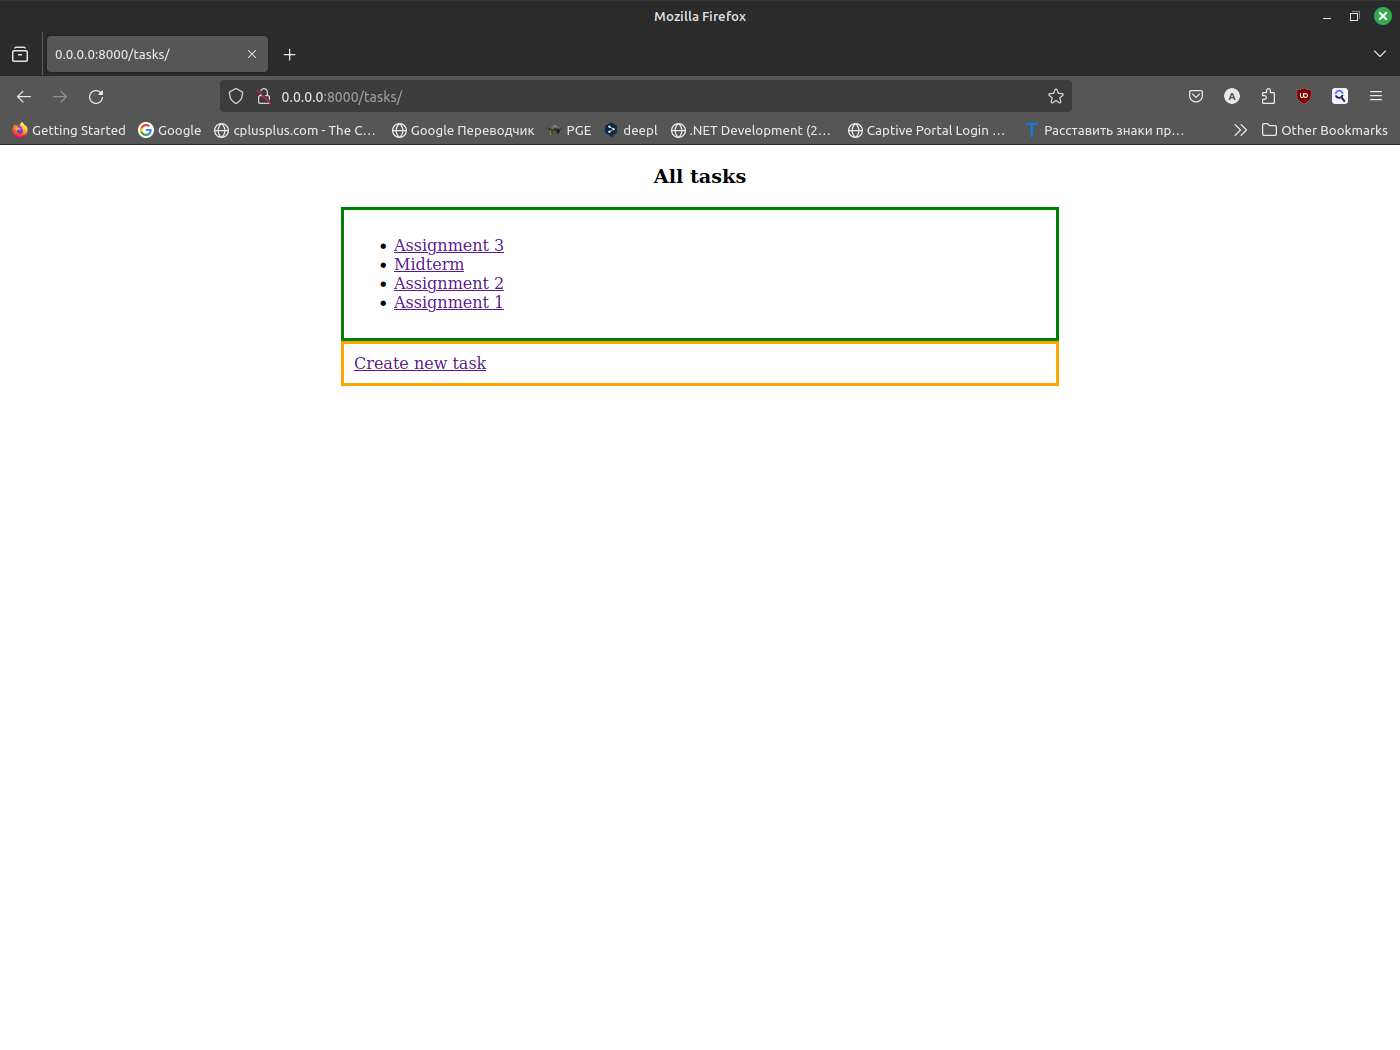 Mozilla Firefox
0.0.0.0:8000/tasks/
0.0.0.0:8000/tasks/
Getting Started Google cplusplus.com - The C... Google Переводчик PGE deepl .NET Development (2... Captive Portal Login ... Расставить знаки пр... Other Bookmarks
All tasks
Assignment 3
Midterm
Assignment 2
Assignment 1
Create new task